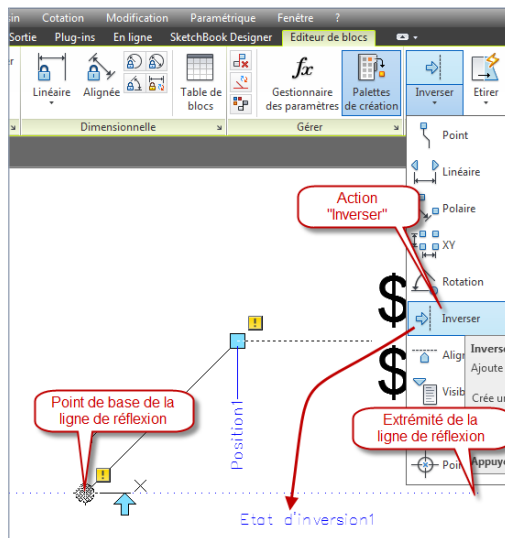 Cotation Modification Paramétrique Fenêtre ?
Sortie Plug-ins En ligne SketchBook Designer Editeur de blocs
Linéaire Alignée Table de blocs
fx
Gestionnaire des paramètres
Palettes de création
Inverser
Etirer
Dimensionnelle Gérer
Point
Linéaire
Polaire
XY
Rotation
Inverser
Action
"Inverser"
$
$
Ajoute
Crée
Point de base de la
ligne de réflexion
Extrémité de la
ligne de réflexion
Position1
Etat d'inversion1